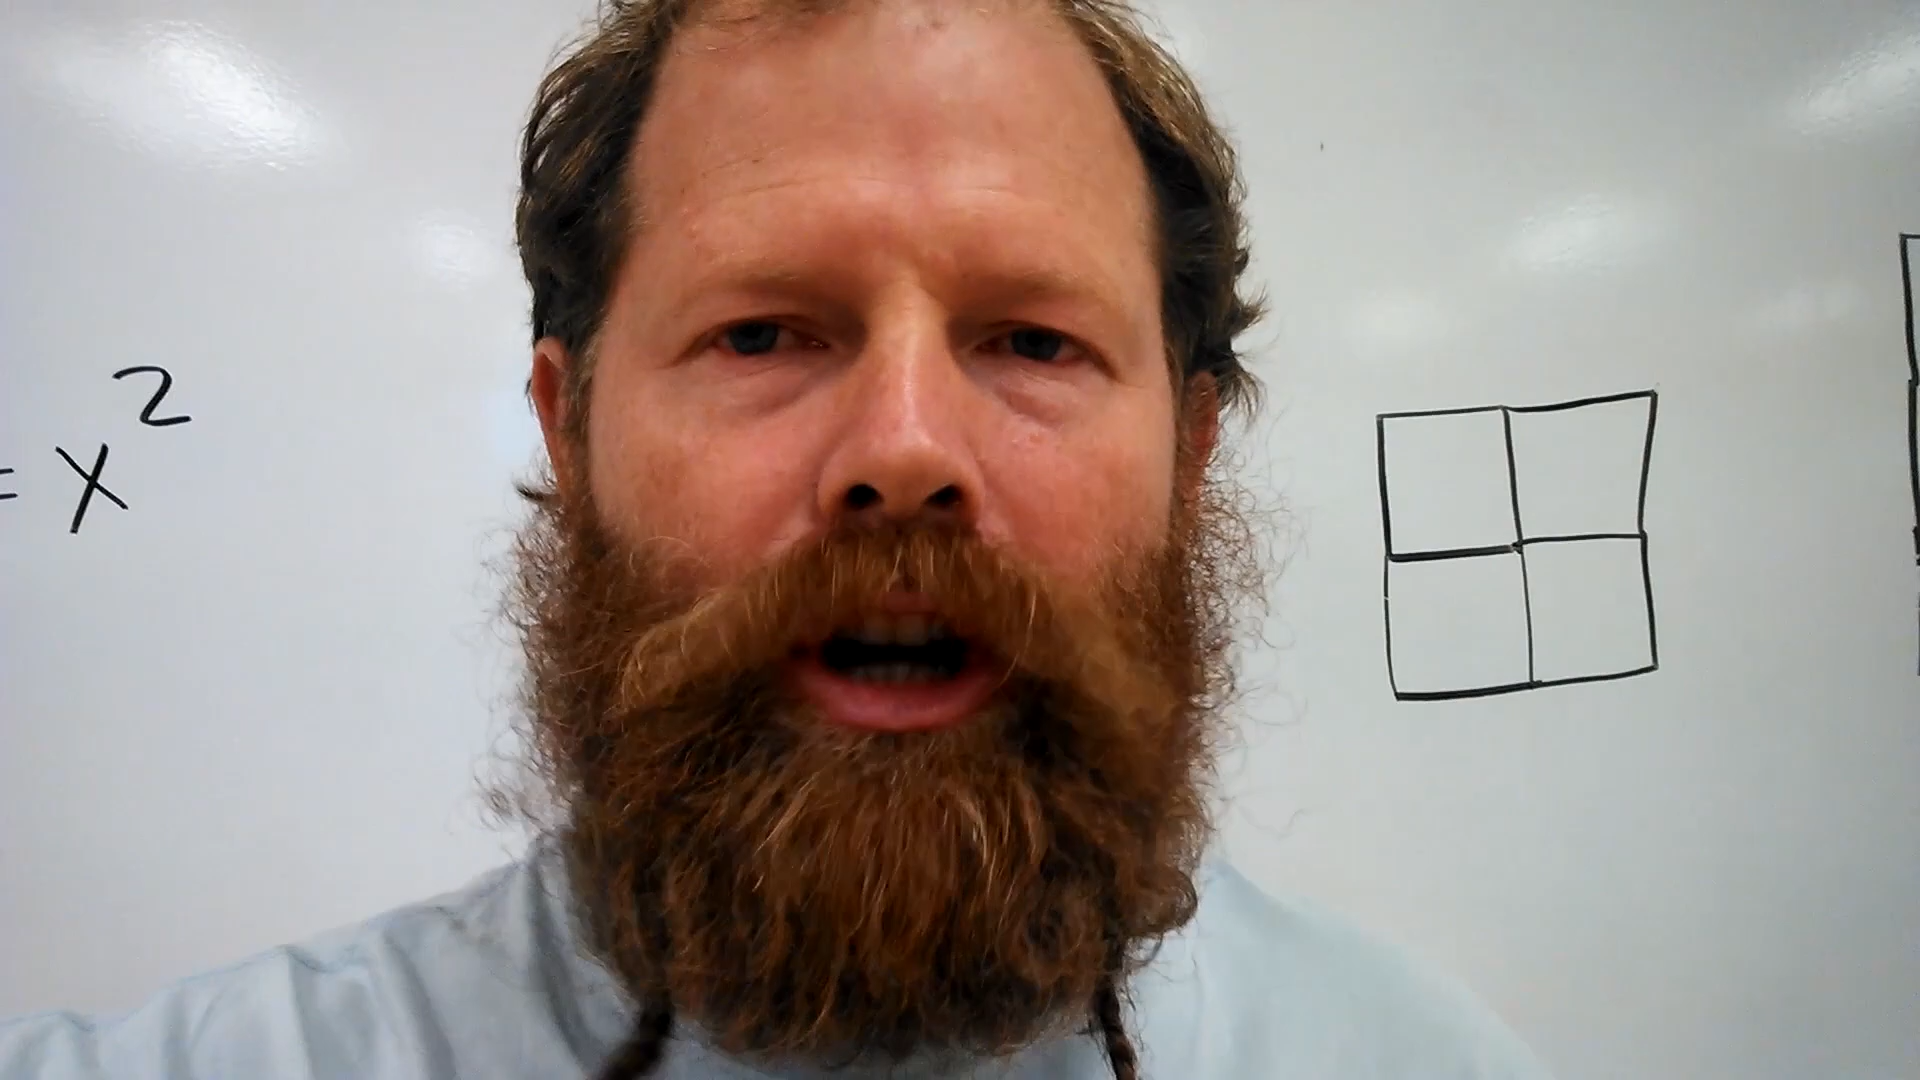 = x²